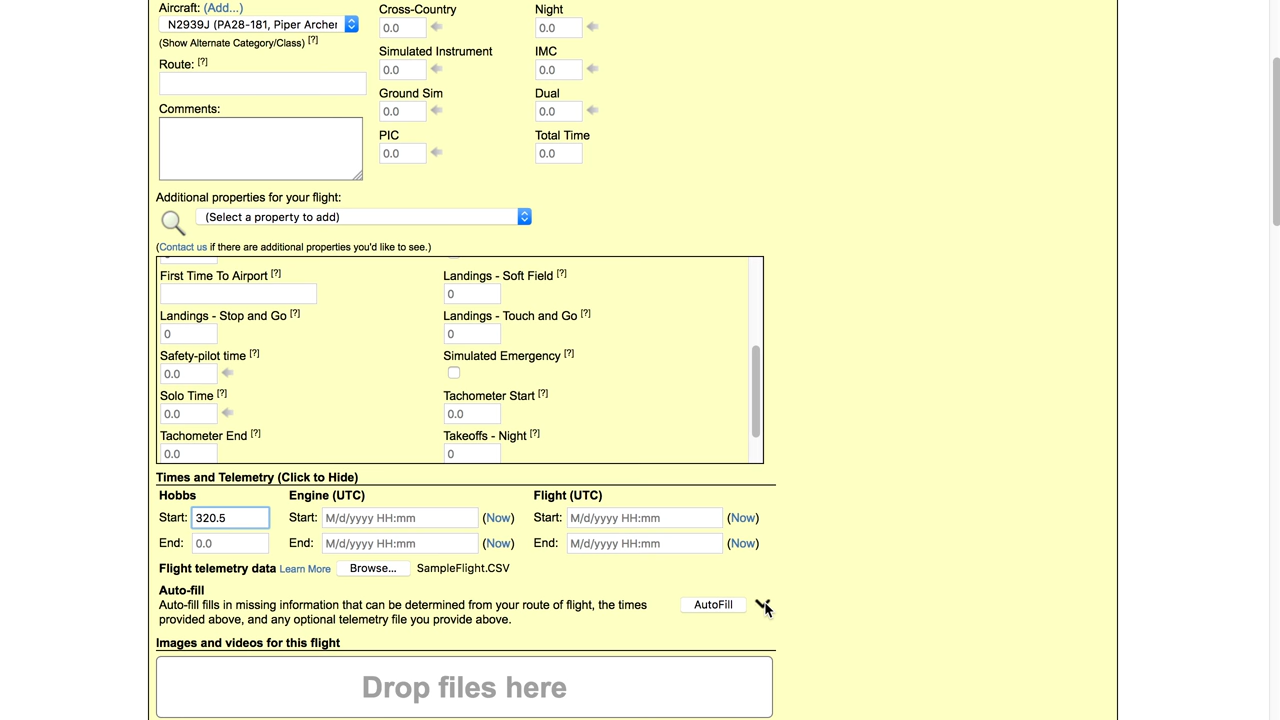 Aircraft: (Add...)
N2939J (PA28-181, Piper Archer
(Show Alternate Category/Class) [?]
Route: [?]
Comments:
Cross-Country
0.0
Night
0.0
Simulated Instrument
0.0
IMC
0.0
Ground Sim
0.0
Dual
0.0
PIC
0.0
Total Time
0.0
Additional properties for your flight:
(Select a property to add)
(Contact us if there are additional properties you'd like to see.)
First Time To Airport [?]
Landings - Soft Field [?]
0
Landings - Stop and Go [?]
0
Landings - Touch and Go [?]
0
Safety-pilot time [?]
0.0
Simulated Emergency [?]
Solo Time [?]
0.0
Tachometer Start [?]
0.0
Tachometer End [?]
0.0
Takeoffs - Night [?]
0
Times and Telemetry (Click to Hide)
Hobbs
Start: 320.5
End: 0.0
Engine (UTC)
Start: M/d/yyyy HH:mm (Now)
End: M/d/yyyy HH:mm (Now)
Flight (UTC)
Start: M/d/yyyy HH:mm (Now)
End: M/d/yyyy HH:mm (Now)
Flight telemetry data Learn More Browse... SampleFlight.CSV
Auto-fill
Auto-fill fills in missing information that can be determined from your route of flight, the times
provided above, and any optional telemetry file you provide above.
AutoFill
Images and videos for this flight
Drop files here